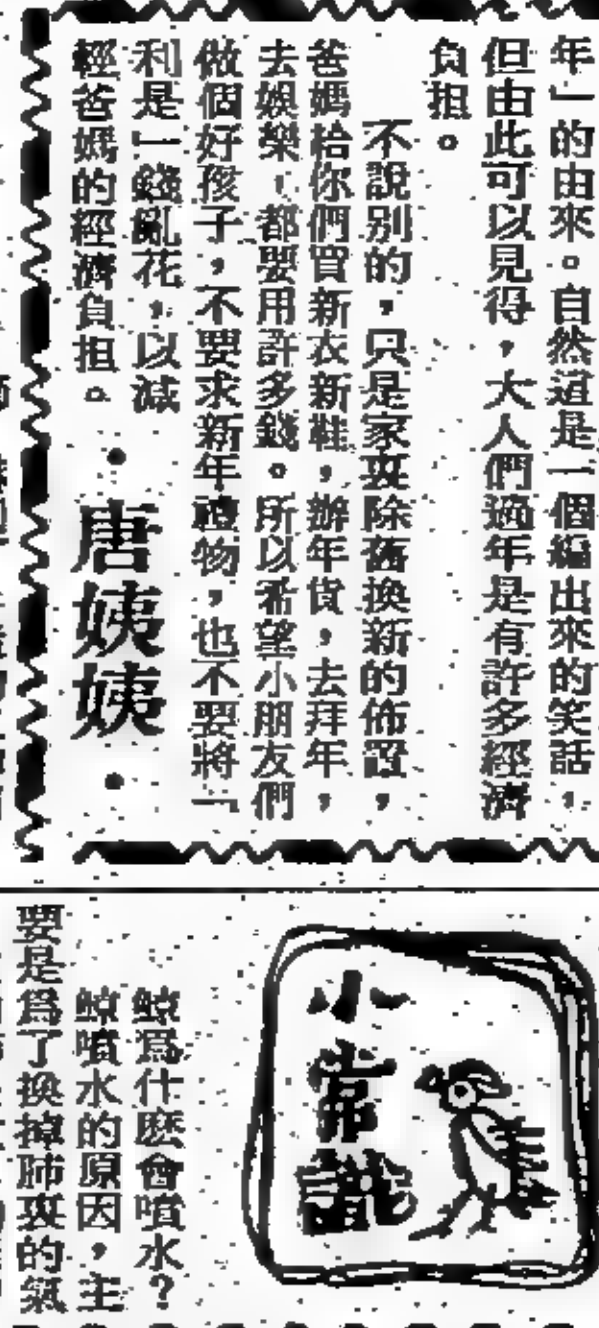 年」的由來。自然這是一個編出來的笑話，
但由此可以見得，大人們過年是有許多經濟
負担。
不說別的，只是家裏除舊換新的佈置，
爸媽給你們買新衣新鞋，辦年貨，去拜年，
去娛樂，都要用許多錢。所以希望小朋友們
做個好孩子，不要求新年禮物，也不要將「
利是」錢亂花，以減
輕爸媽的經濟負担。
•唐姨姨•
小常識
鯨爲什麽會噴水？
鯨噴水的原因，主
要是爲了換掉肺裏的氣